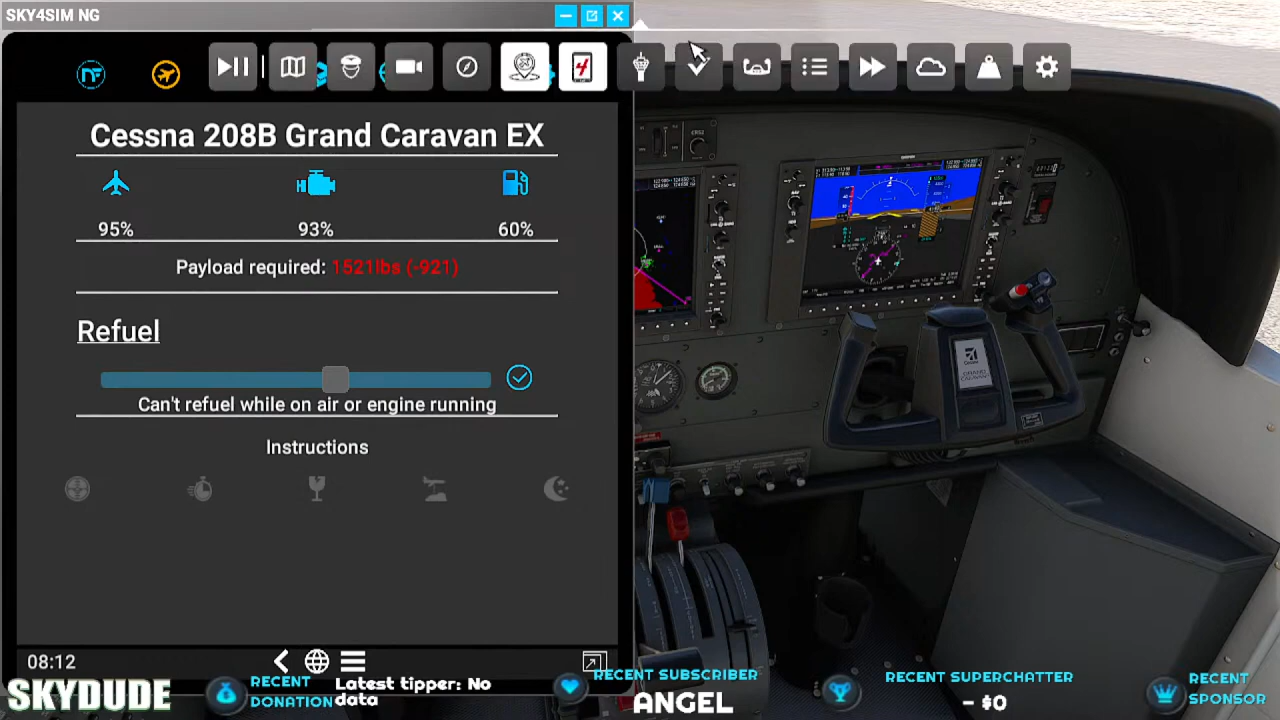 SKY4SIM NG
Cessna 208B Grand Caravan EX
95%
93%
60%
Payload required: 1521lbs (-921)
Refuel
Can't refuel while on air or engine running
Instructions
08:12
SKYDUDE
RECENT
DONATION
Latest tipper: No
data
RECENT SUBSCRIBER
ANGEL
RECENT SUPERCHATTER
- $0
RECENT
SPONSOR